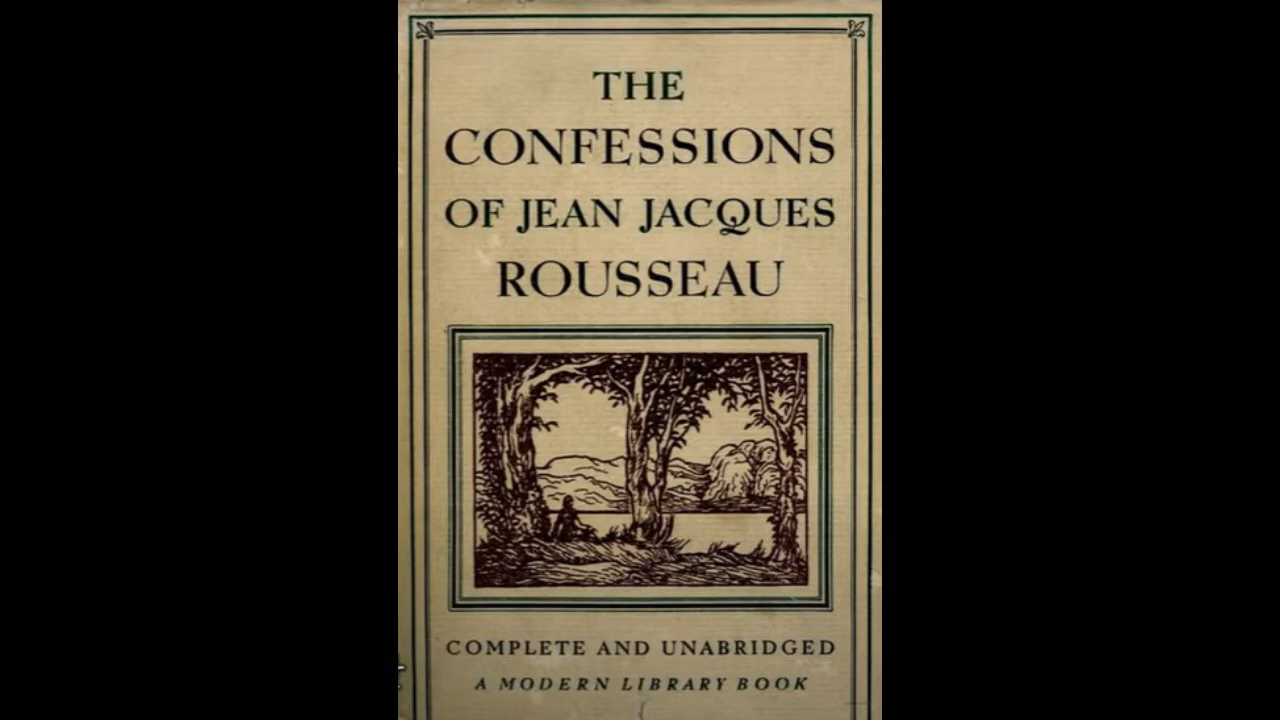 THE
CONFESSIONS
OF JEAN JACQUES
ROUSSEAU
COMPLETE AND UNABRIDGED
A MODERN LIBRARY BOOK